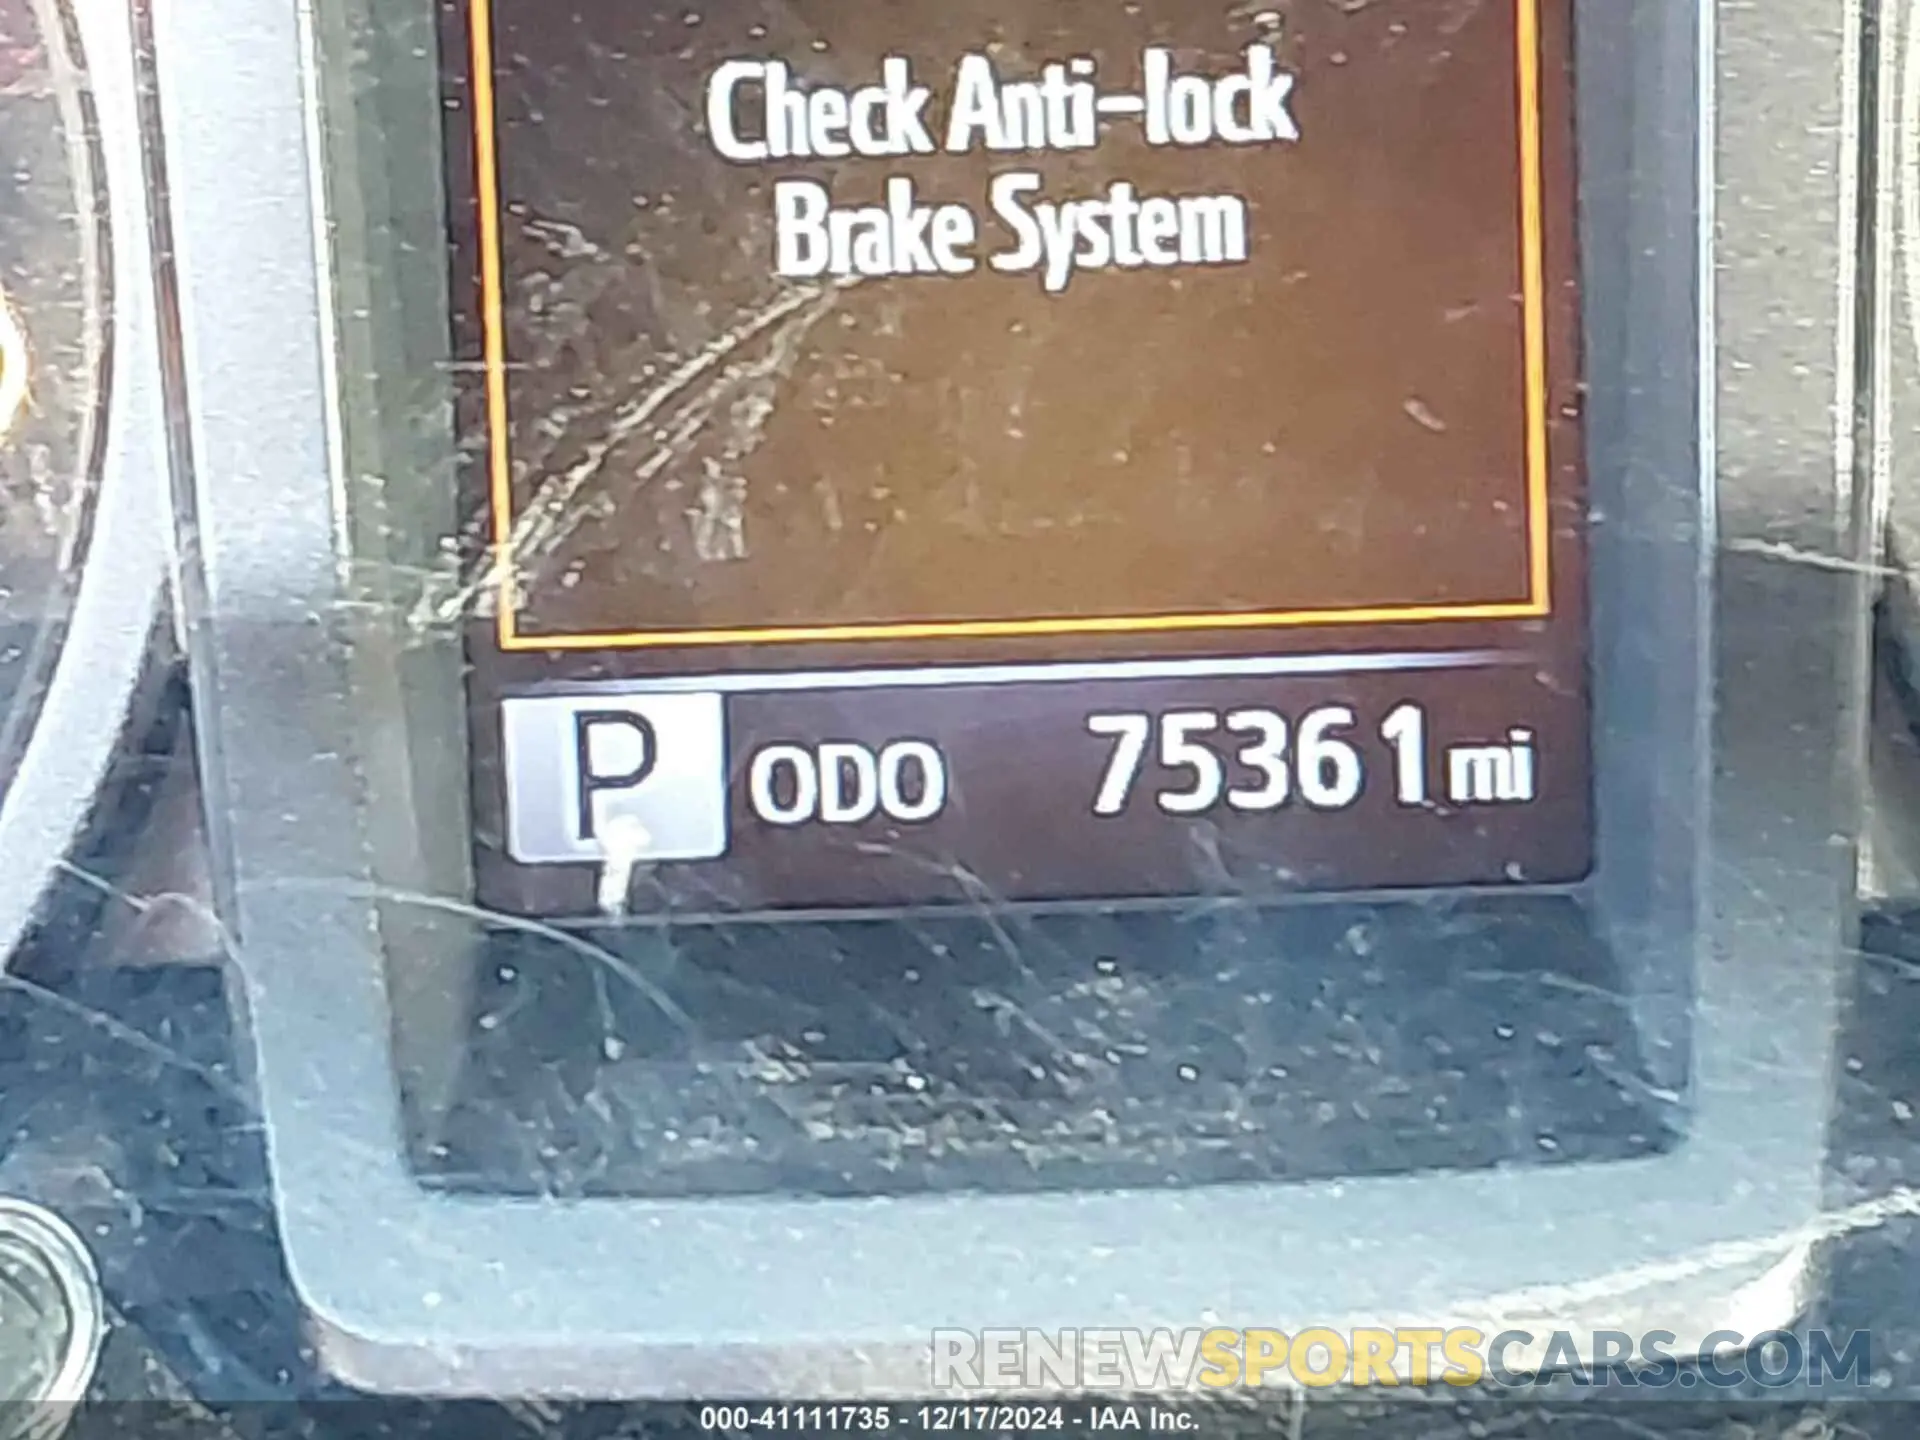 Check Anti-lock
Brake System
P ODO 75361 mi
RENEWSPORTSCARS.COM
000-41111735 - 12/17/2024 - IAA Inc.